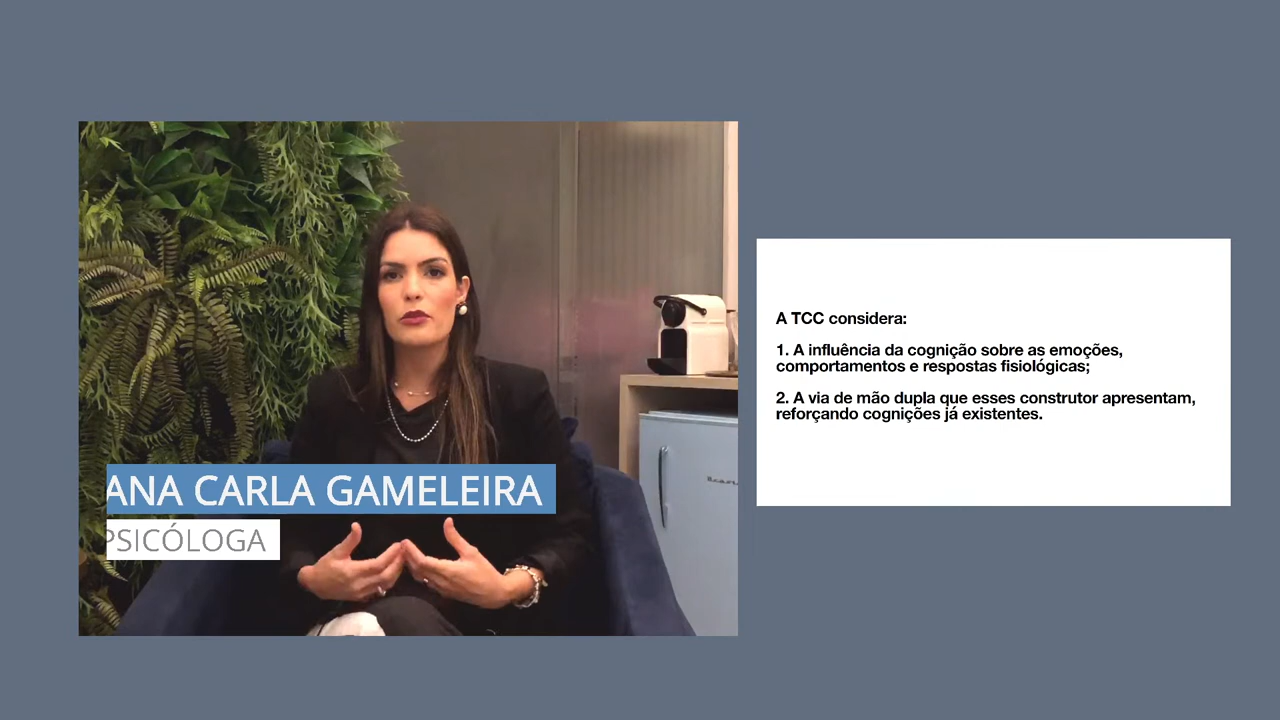 ANA CARLA GAMELEIRA
PSICÓLOGA
A TCC considera:
1. A influência da cognição sobre as emoções,
comportamentos e respostas fisiológicas;
2. A via de mão dupla que esses construtor apresentam,
reforçando cognições já existentes.